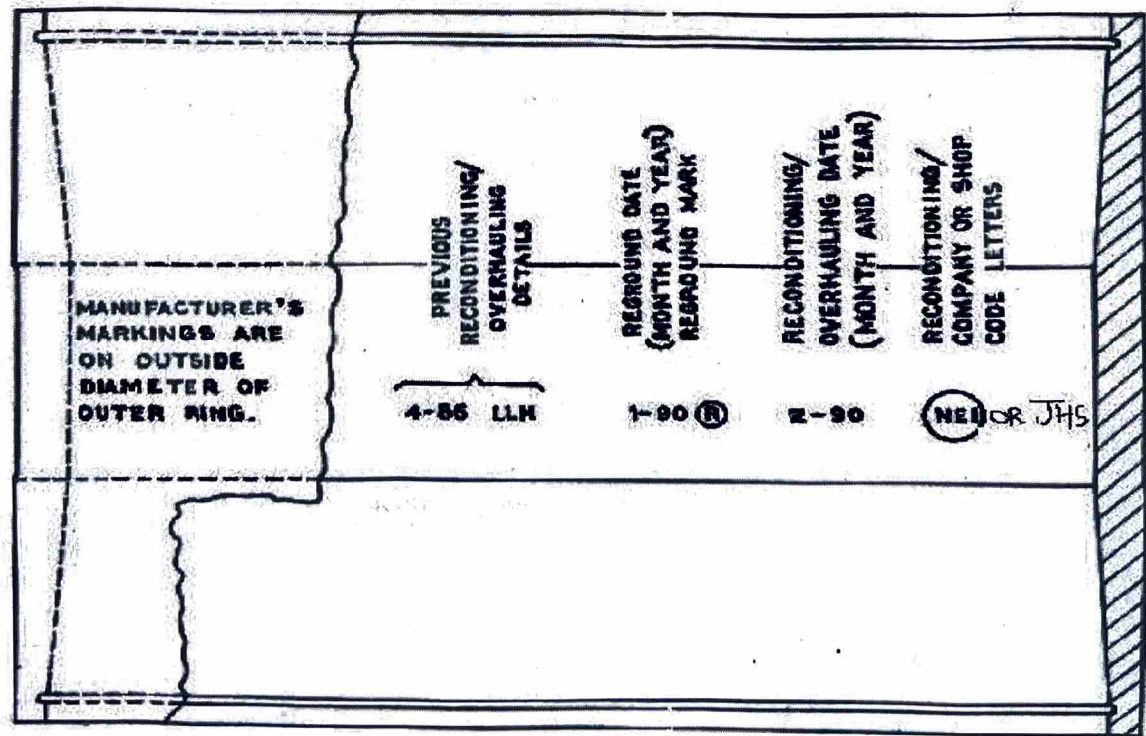 MANUFACTURER'S
MARKINGS ARE
ON OUTSIDE
DIAMETER OF
OUTER RING.
PREVIOUS
RECONDITIONING/
OVERHAULING
DETAILS
4-86 LLH
REGROUND DATE
(MONTH AND YEAR)
REGROUND MARK
1-90 R
RECONDITIONING/
OVERHAULING DATE
(MONTH AND YEAR)
2-90
RECONDITIONING/
COMPANY OR SHOP
CODE LETTERS
NEI OR JHS